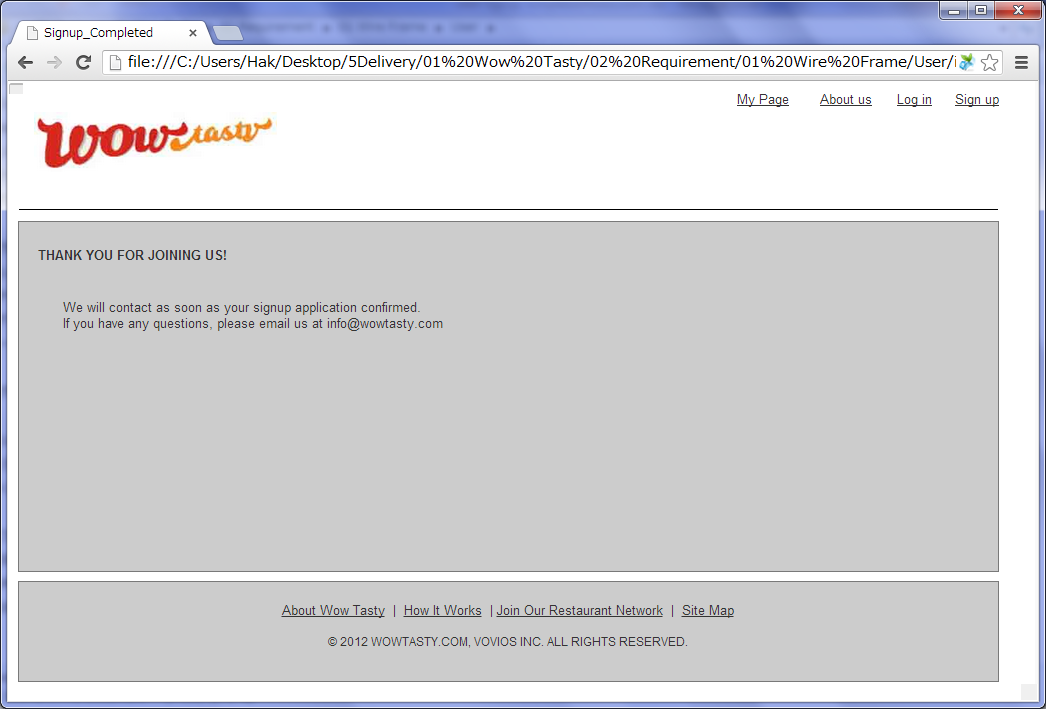 Signup_Completed
file:///C:/Users/Hak/Desktop/5Delivery/01%20Wow%20Tasty/02%20Requirement/01%20Wire%20Frame/User/i
My Page About us Log in Sign up
wow tasty
THANK YOU FOR JOINING US!
We will contact as soon as your signup application confirmed.
If you have any questions, please email us at info@wowtasty.com
About Wow Tasty | How It Works | Join Our Restaurant Network | Site Map
© 2012 WOWTASTY.COM, VOVIOS INC. ALL RIGHTS RESERVED.